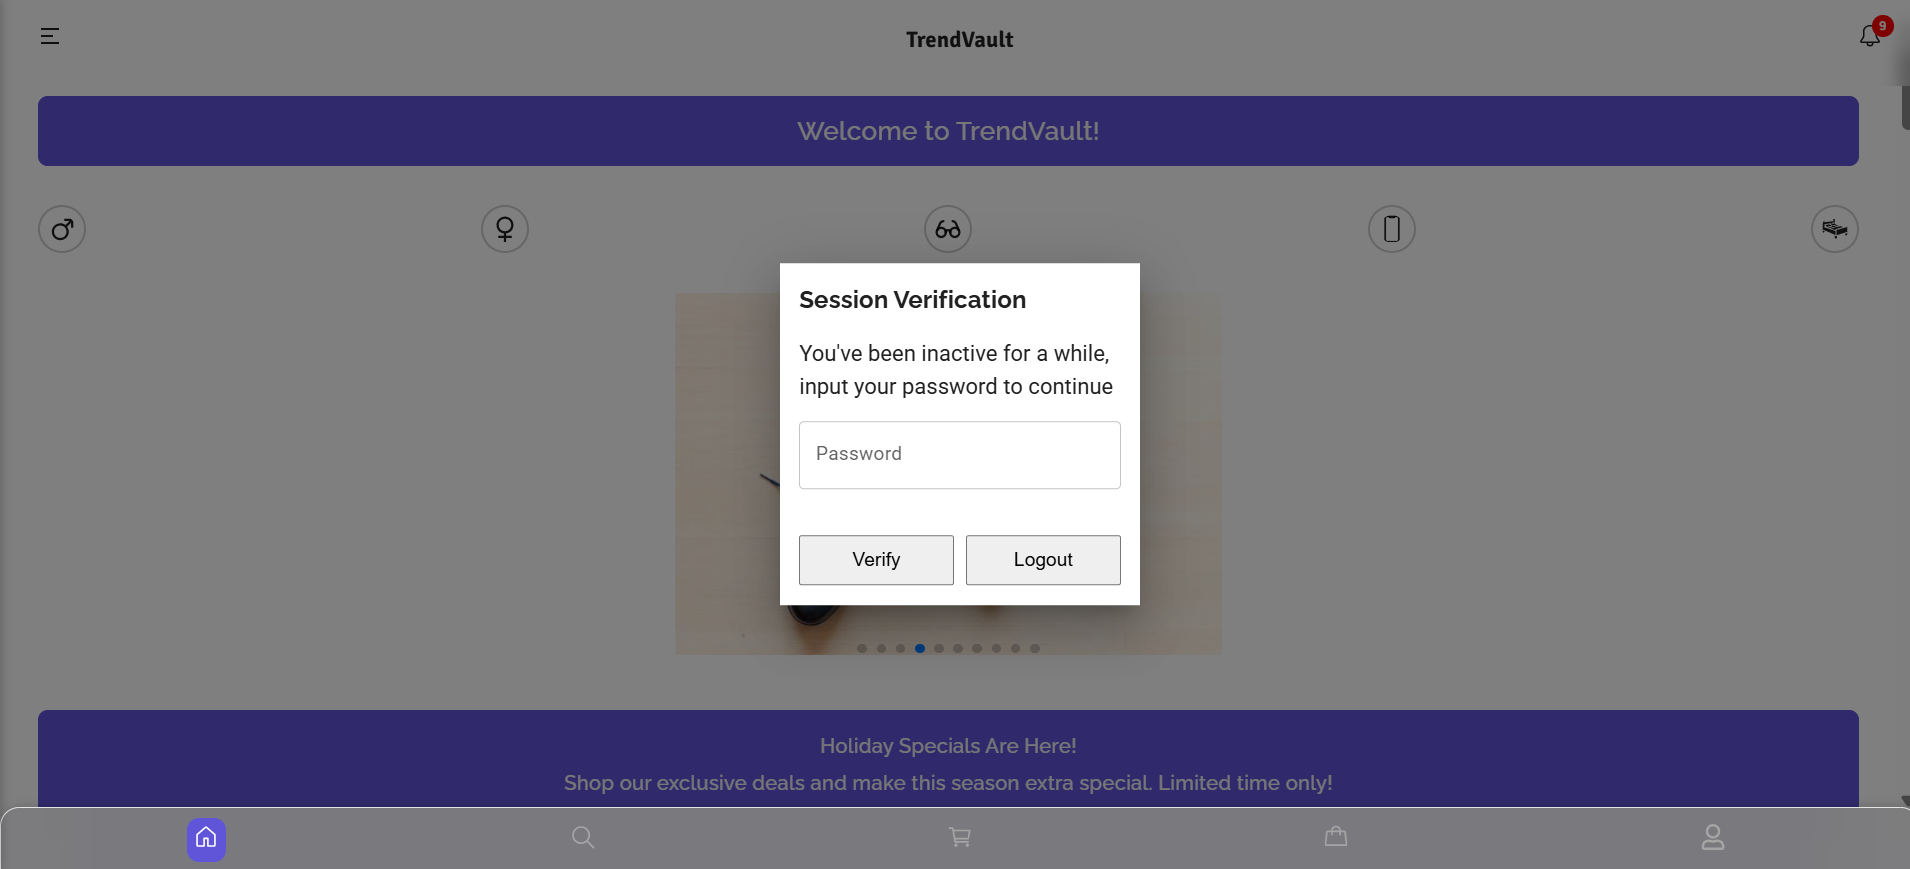 TrendVault
9
Welcome to TrendVault!
Session Verification
You've been inactive for a while,
input your password to continue
Password
Verify
Logout
Holiday Specials Are Here!
Shop our exclusive deals and make this season extra special. Limited time only!